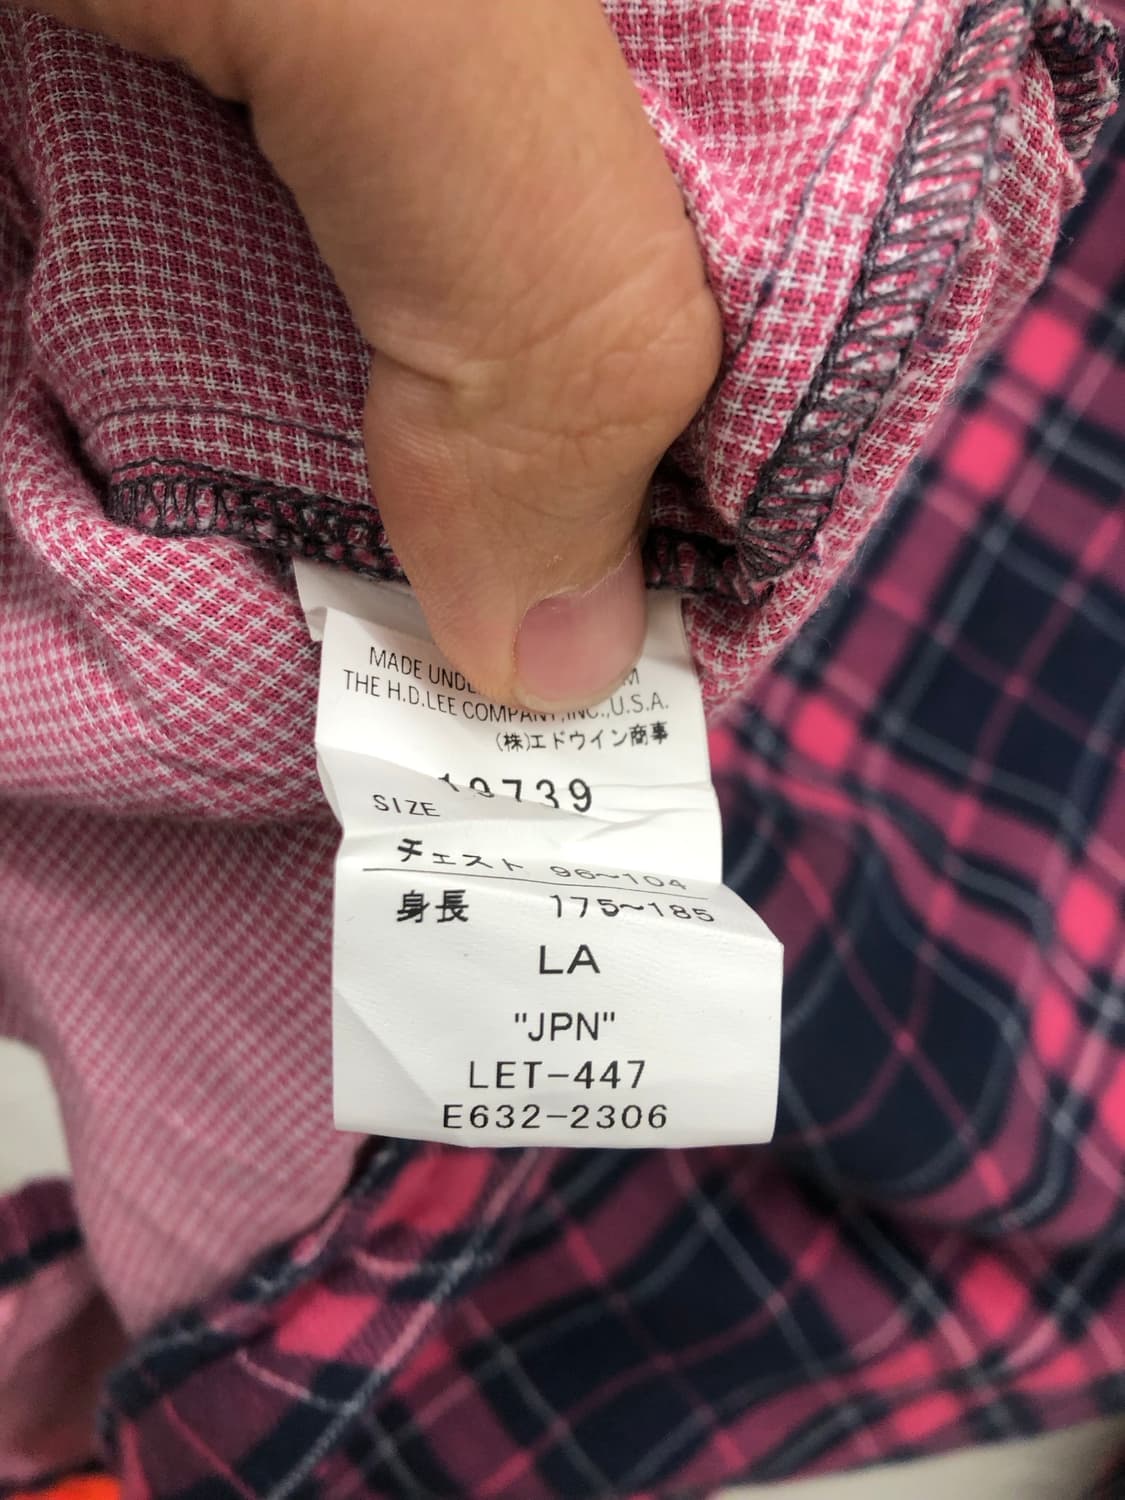 MADE UNDE
THE H.D.LEE COMPANY,INC.,U.S.A.
(株)エドウイン商事
19739
SIZE
チェスト 96~104
身長 175~185
LA
"JPN"
LET-447
E632-2306